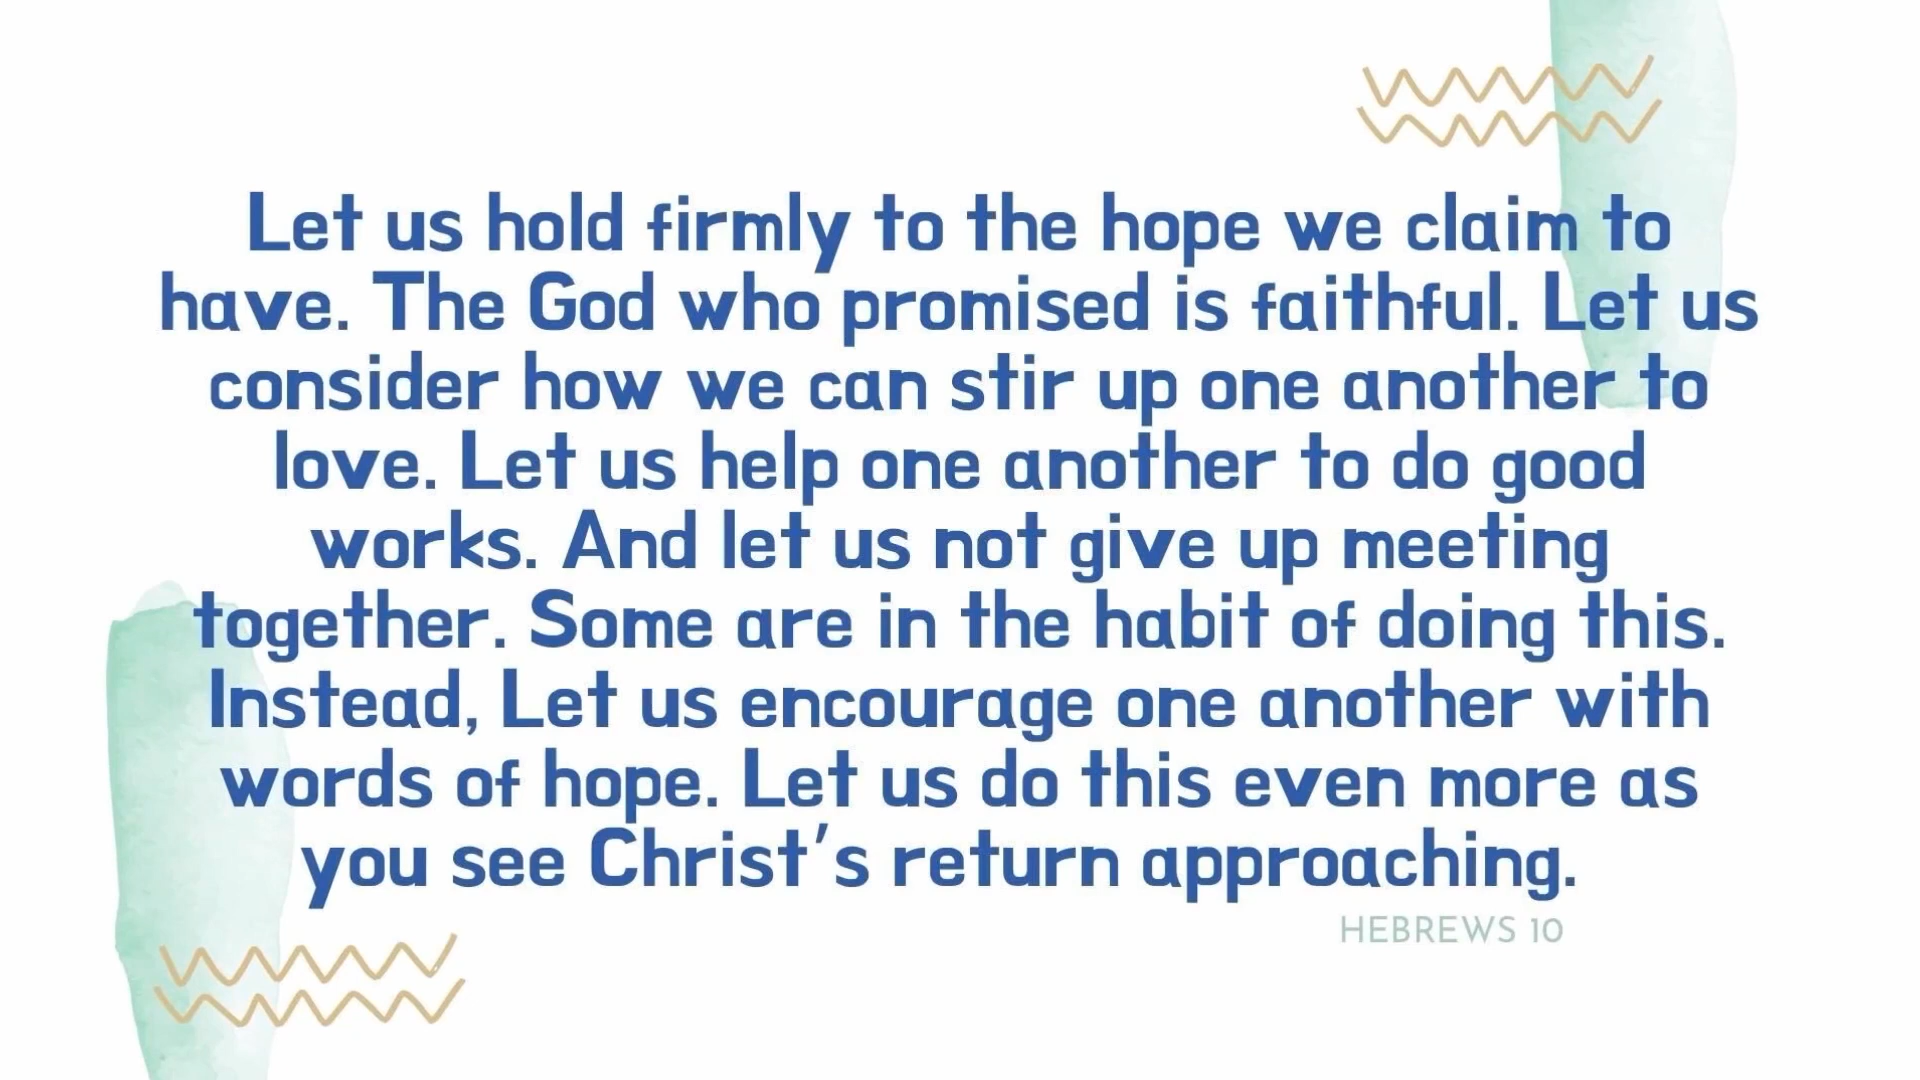 Let us hold firmly to the hope we claim to
have. The God who promised is faithful. Let us
consider how we can stir up one another to
love. Let us help one another to do good
works. And let us not give up meeting
together. Some are in the habit of doing this.
Instead, Let us encourage one another with
words of hope. Let us do this even more as
you see Christ's return approaching.
HEBREWS 10